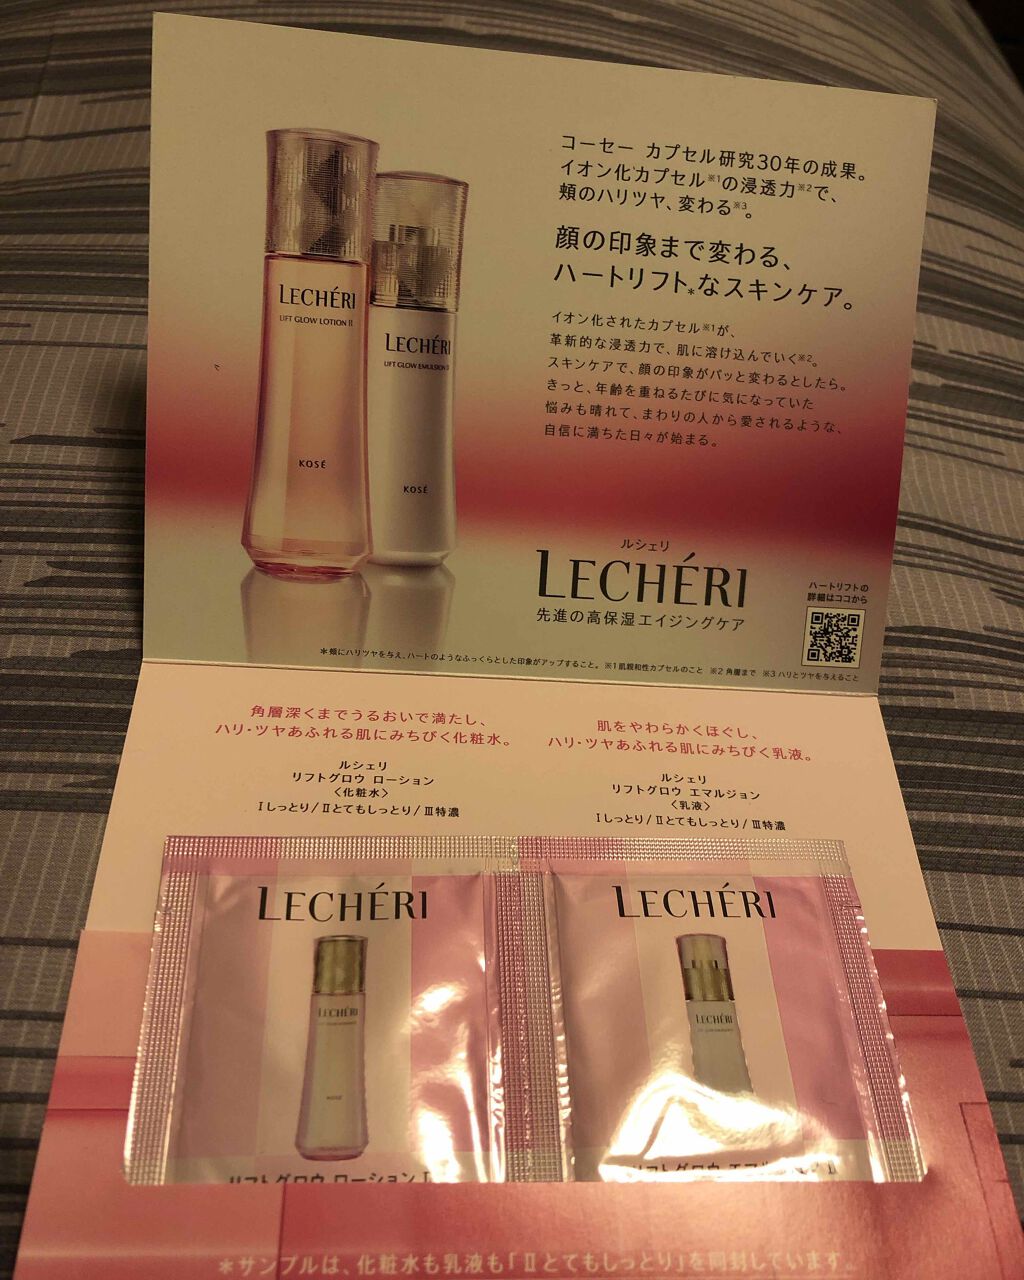 コーセー カプセル研究30年の成果。
イオン化カプセル※1の浸透力※2で、
頬のハリツヤ、変わる※3。
顔の印象まで変わる、
ハートリフト*なスキンケア。
イオン化されたカプセル※1が、
革新的な浸透力で、肌に溶け込んでいく※2。
スキンケアで、顔の印象がパッと変わるとしたら。
きっと、年齢を重ねるたびに気になっていた
悩みも晴れて、まわりの人から愛されるような、
自信に満ちた日々が始まる。
LECHÉRI
LIFT GLOW LOTION II
KOSÉ
LECHÉRI
LIFT GLOW EMULSION II
KOSÉ
ルシェリ
LECHÉRI
先進の高保湿エイジングケア
ハートリフトの
詳細はココから
*頬にハリツヤを与え、ハートのようなふっくらとした印象がアップすること。 ※1 肌親和性カプセルのこと ※2 角層まで ※3 ハリとツヤを与えること
角層深くまでうるおいで満たし、
ハリ・ツヤあふれる肌にみちびく化粧水。
ルシェリ
リフトグロウ ローション
〈化粧水〉
Ⅰしっとり/Ⅱとてもしっとり/Ⅲ特濃
肌をやわらかくほぐし、
ハリ・ツヤあふれる肌にみちびく乳液。
ルシェリ
リフトグロウ エマルジョン
〈乳液〉
Ⅰしっとり/Ⅱとてもしっとり/Ⅲ特濃
LECHÉRI
LECHÉRI
KOSÉ
リフトグロウ ローション
LECHÉRI
LECHÉRI
リフトグロウ
*サンプルは、化粧水も乳液も「Ⅱとてもしっとり」を同封しています。